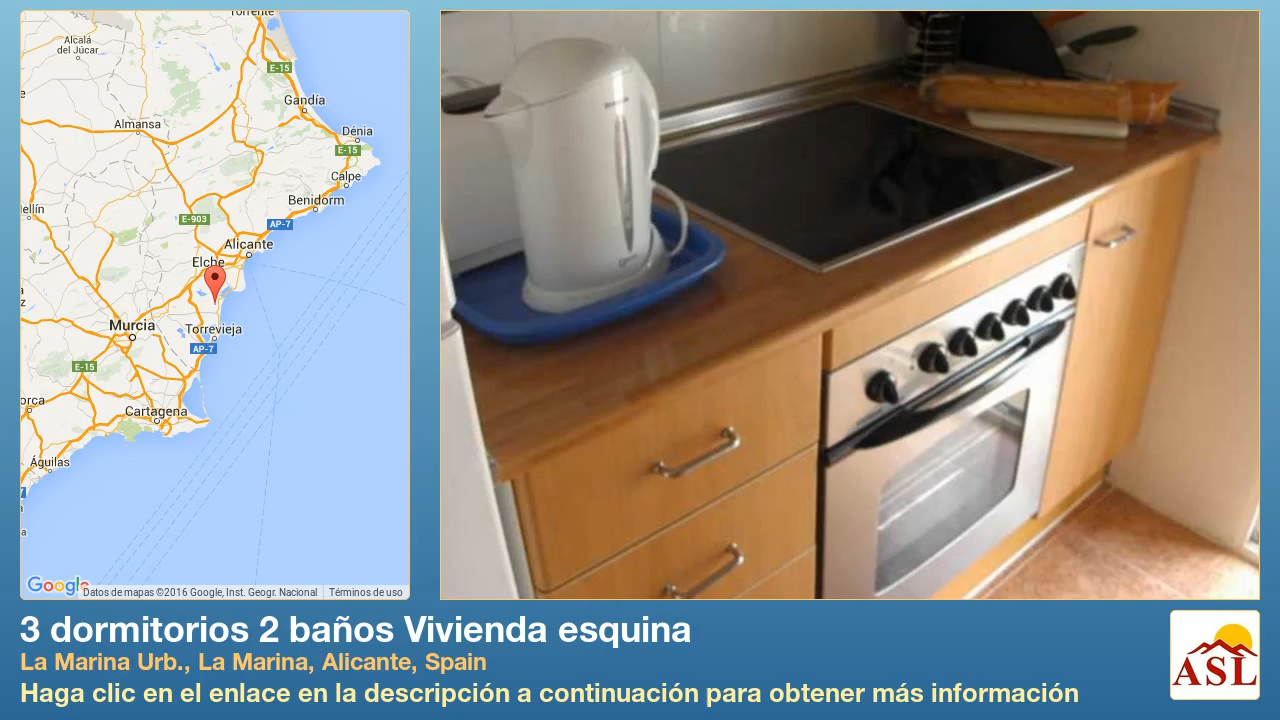 Torrente
Alcalá
del Júcar
E-15
Gandía
Almansa
Dénia
E-15
Calpe
Benidorm
ellín
E-903
AP-7
Alicante
Elche
Murcia
Torrevieja
AP-7
E-15
orca
Cartagena
Águilas
Google
Datos de mapas ©2016 Google, Inst. Geogr. Nacional
Términos de uso
3 dormitorios 2 baños Vivienda esquina
La Marina Urb., La Marina, Alicante, Spain
Haga clic en el enlace en la descripción a continuación para obtener más información
ASL